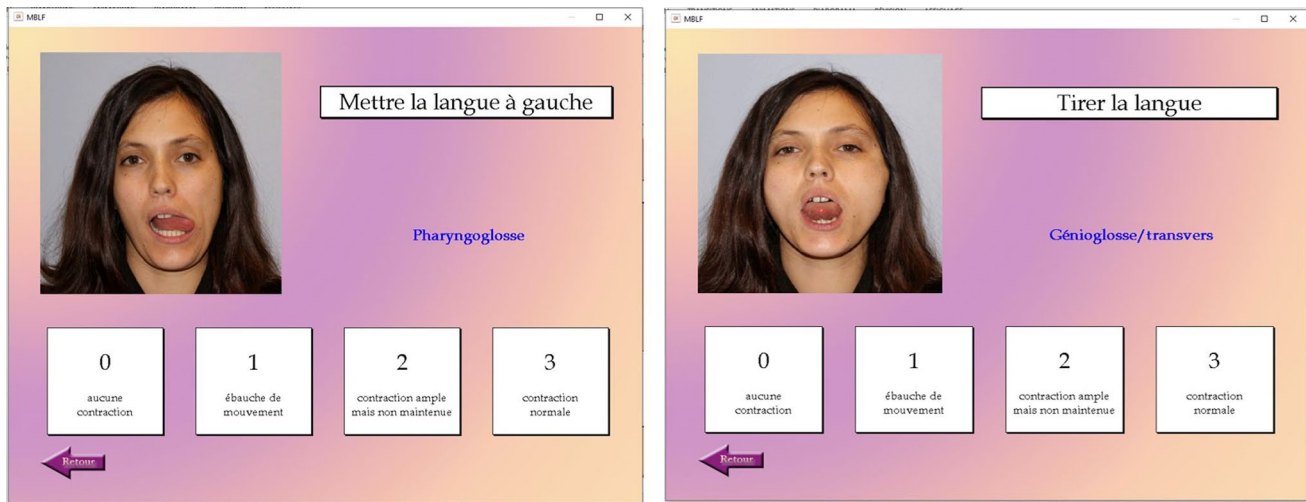 MBLF
Mettre la langue à gauche
Pharyngoglosse
0
aucune
contraction
1
ébauche de
mouvement
2
contraction ample
mais non maintenue
3
contraction
normale
Retour
MBLF
Tirer la langue
Génioglosse/transvers
0
aucune
contraction
1
ébauche de
mouvement
2
contraction ample
mais non maintenue
3
contraction
normale
Retour